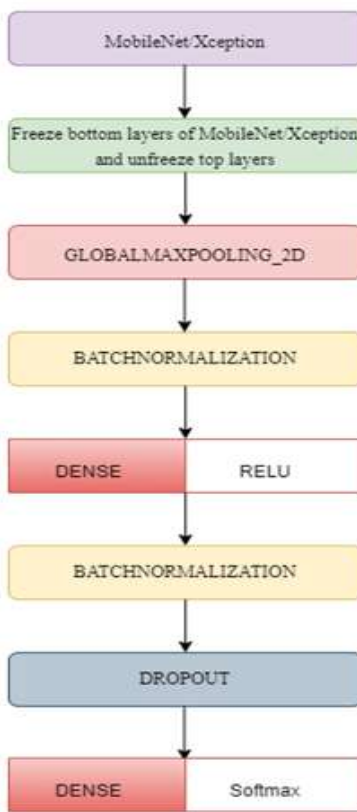 MobileNet/Xception
Freeze bottom layers of MobileNet/Xception
and unfreeze top layers
GLOBALMAXPOOLING_2D
BATCHNORMALIZATION
DENSE RELU
BATCHNORMALIZATION
DROPOUT
DENSE Softmax